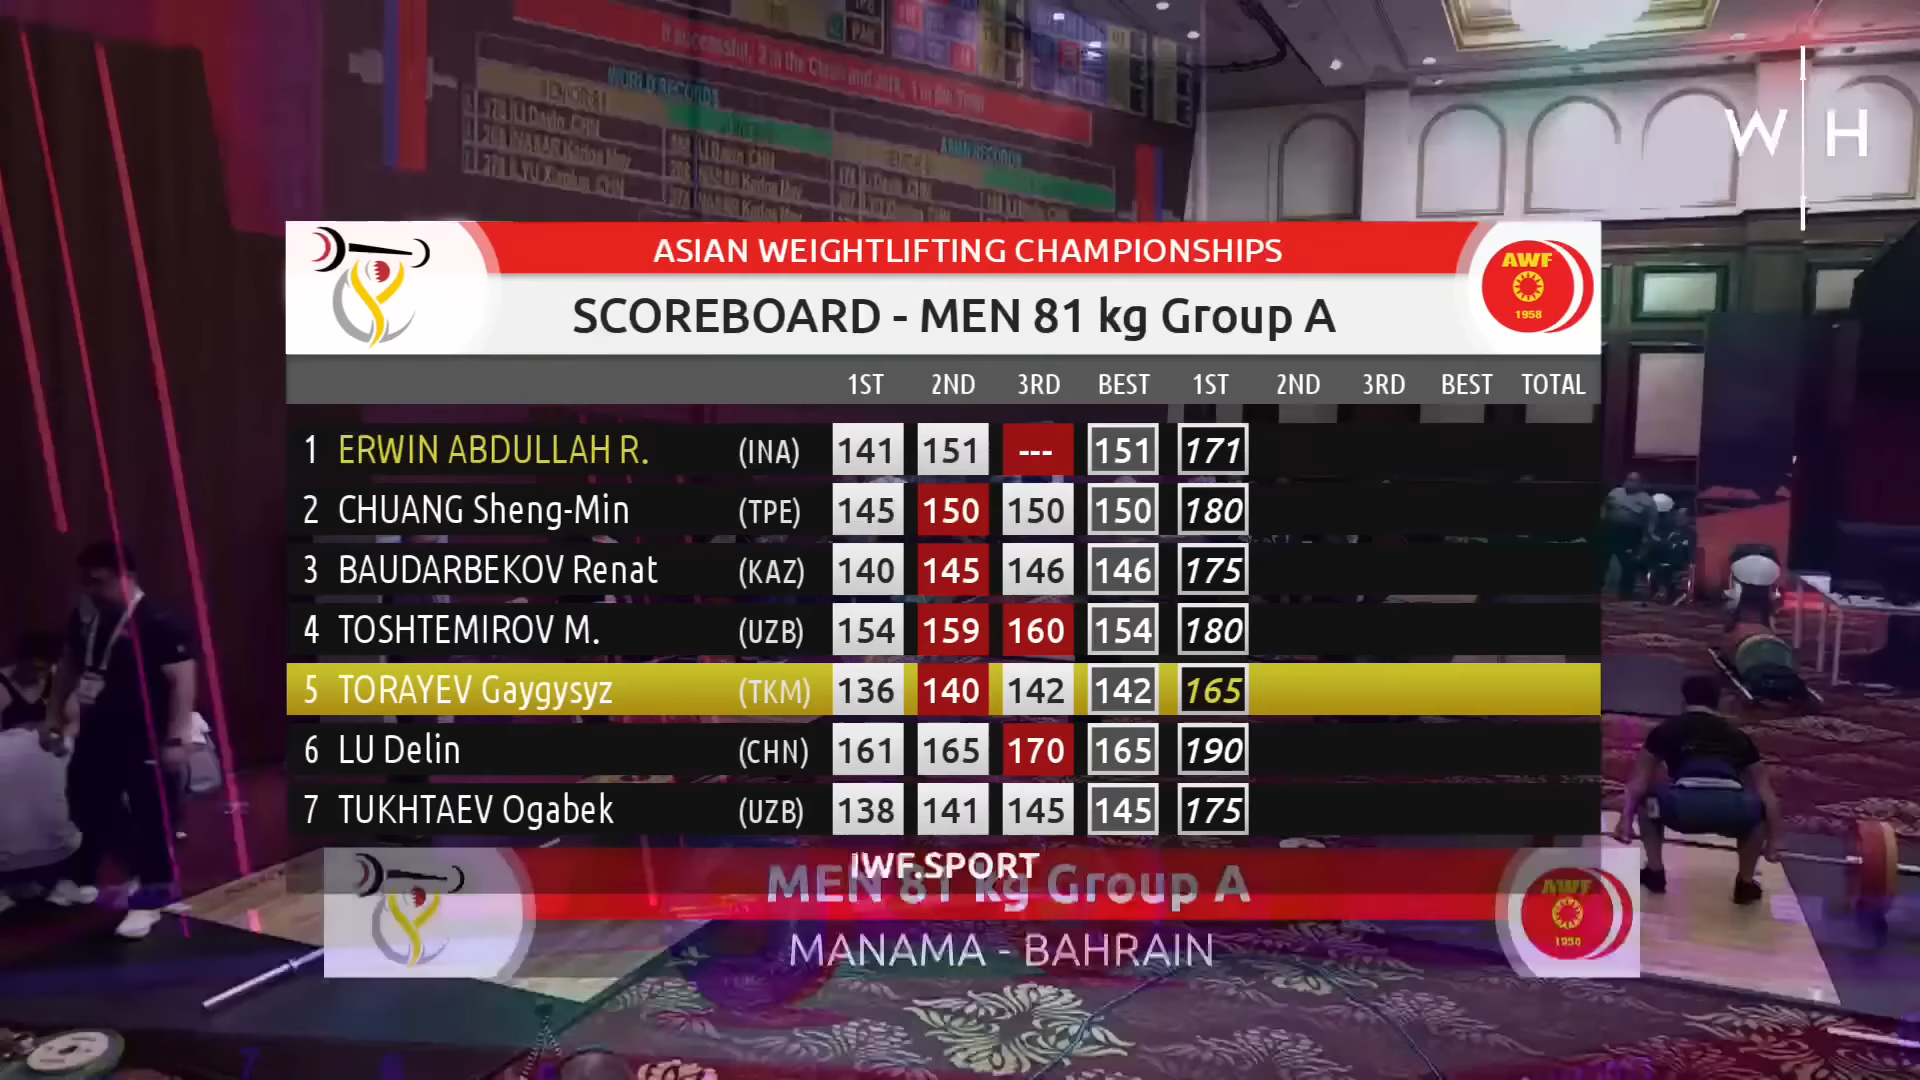 WORLD RECORDS
W H
ASIAN WEIGHTLIFTING CHAMPIONSHIPS
SCOREBOARD - MEN 81 kg Group A
AWF
1958
1ST 2ND 3RD BEST 1ST 2ND 3RD BEST TOTAL
1 ERWIN ABDULLAH R. (INA) 141 151 --- 151 171
2 CHUANG Sheng-Min (TPE) 145 150 150 150 180
3 BAUDARBEKOV Renat (KAZ) 140 145 146 146 175
4 TOSHTEMIROV M. (UZB) 154 159 160 154 180
5 TORAYEV Gaygysyz (TKM) 136 140 142 142 165
6 LU Delin (CHN) 161 165 170 165 190
7 TUKHTAEV Ogabek (UZB) 138 141 145 145 175
IWF.SPORT
MEN 81 kg Group A
MANAMA - BAHRAIN
AWF
1958